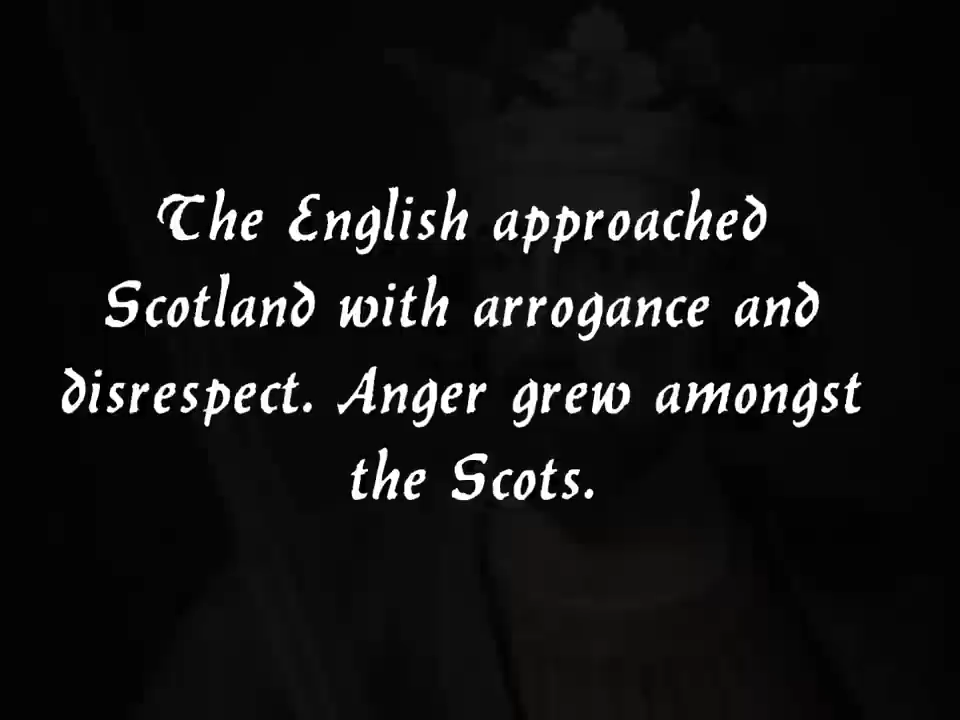 The English approached
Scotland with arrogance and
disrespect. Anger grew amongst
the Scots.